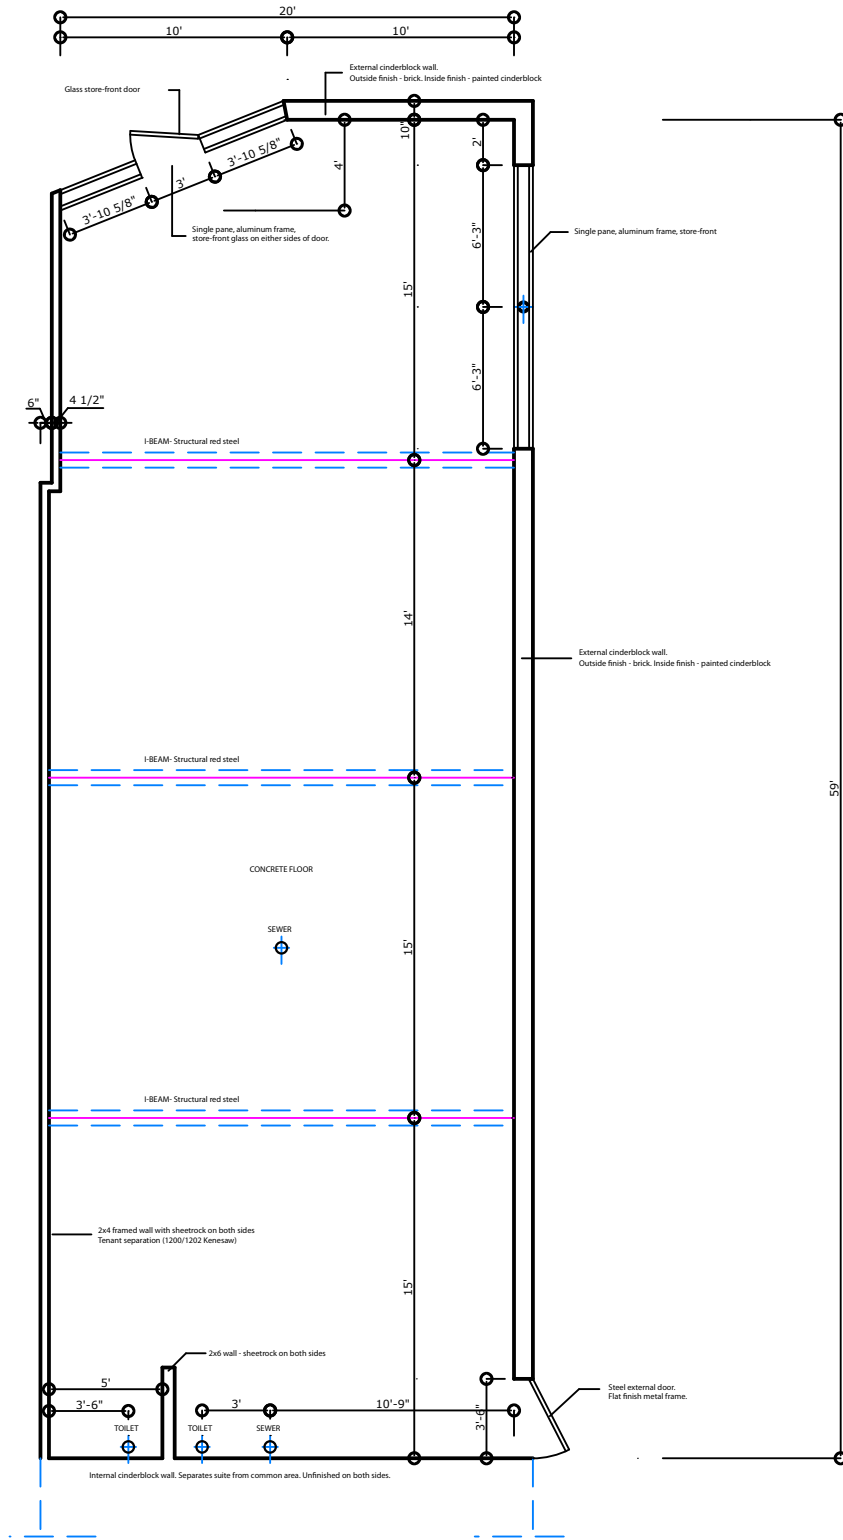 20'
10'
10'
External cinderblock wall.
Outside finish - brick. Inside finish - painted cinderblock
Glass store-front door
10"
2'
3'-10 5/8"
4'
3'
3'-10 5/8"
Single pane, aluminum frame,
store-front glass on either sides of door.
Single pane, aluminum frame, store-front
6'-3"
15'
6'-3"
6"
4 1/2"
I-BEAM- Structural red steel
14'
External cinderblock wall.
Outside finish - brick. Inside finish - painted cinderblock
I-BEAM- Structural red steel
59'
CONCRETE FLOOR
SEWER
15'
I-BEAM- Structural red steel
2x4 framed wall with sheetrock on both sides
Tenant separation (1200/1202 Kenesaw)
15'
2x6 wall - sheetrock on both sides
5'
Steel external door.
Flat finish metal frame.
3'-6"
3'
10'-9"
3'-6"
TOILET
TOILET
SEWER
Internal cinderblock wall. Separates suite from common area. Unfinished on both sides.